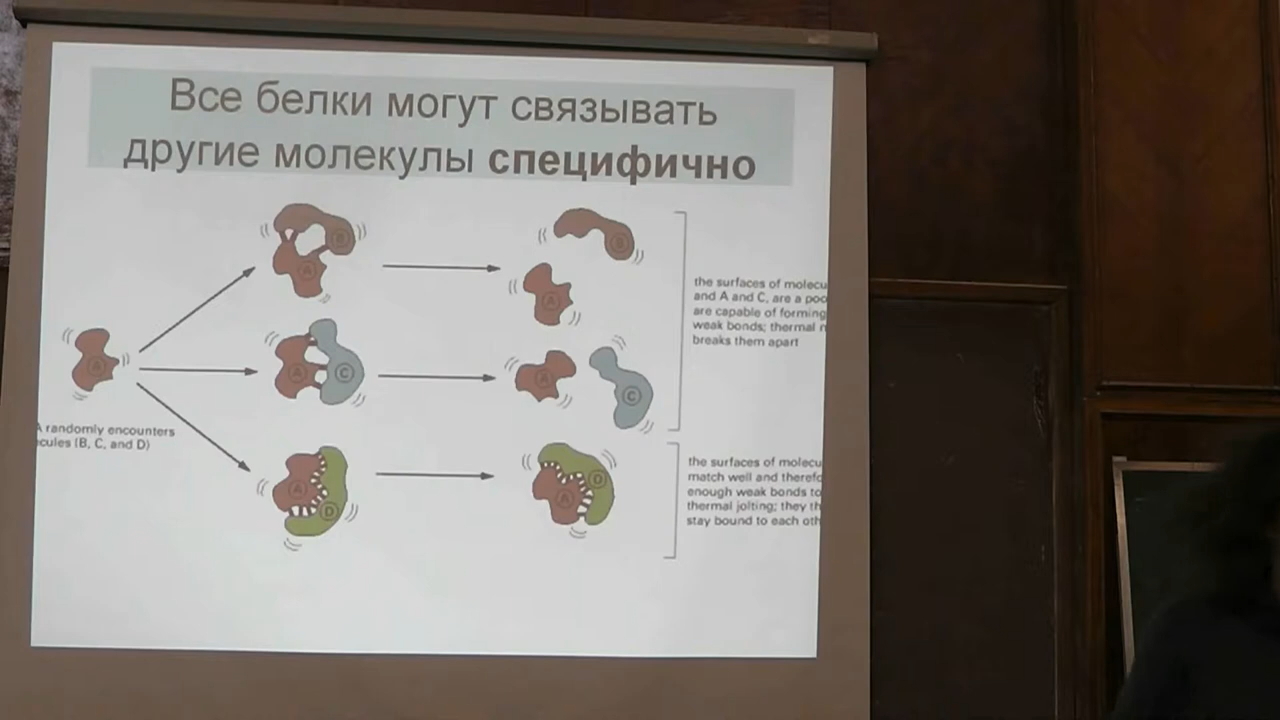 Все белки могут связывать
другие молекулы специфично
B
A
A
B
A
A
C
A
C
A randomly encounters
cules (B, C, and D)
A
D
A
D
the surfaces of molecu
and A and C, are a poo
are capable of forming
weak bonds; thermal m
breaks them apart
the surfaces of molecu
match well and therefo
enough weak bonds to
thermal jolting; they th
stay bound to each oth